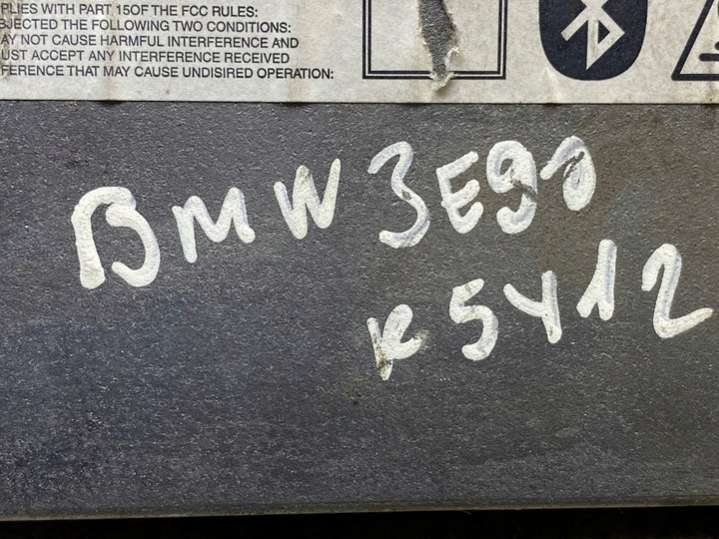 PLIES WITH PART 15OF THE FCC RULES:
BJECTED THE FOLLOWING TWO CONDITIONS:
AY NOT CAUSE HARMFUL INTERFERENCE AND
UST ACCEPT ANY INTERFERENCE RECEIVED
FERENCE THAT MAY CAUSE UNDISIRED OPERATION:
BMW 3E90
K5Y12